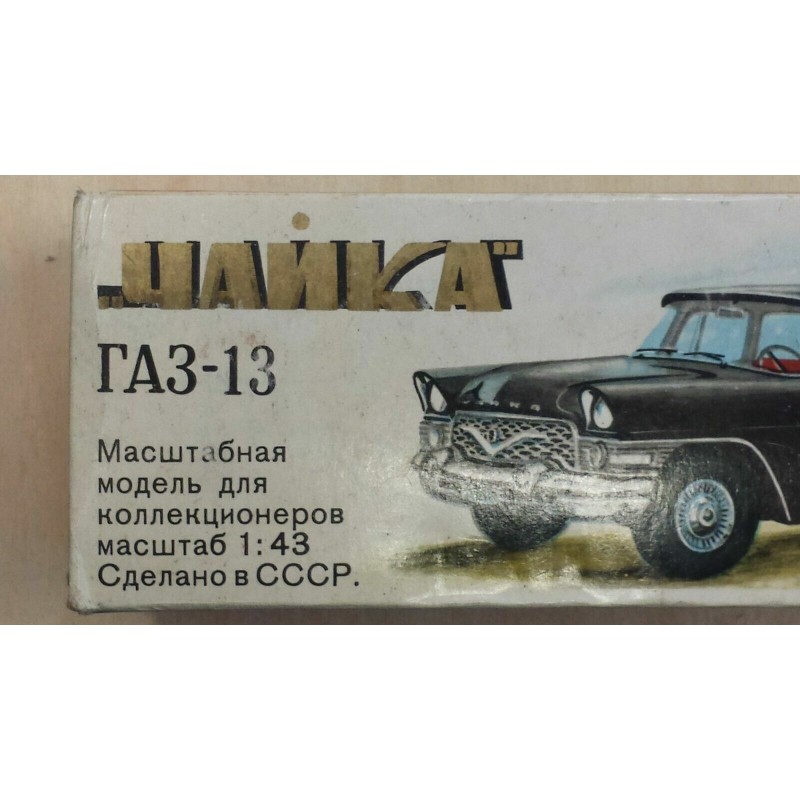 „ЧАЙКА"
ГАЗ-13
Масштабная
модель для
коллекционеров
масштаб 1:43
Сделано в СССР.